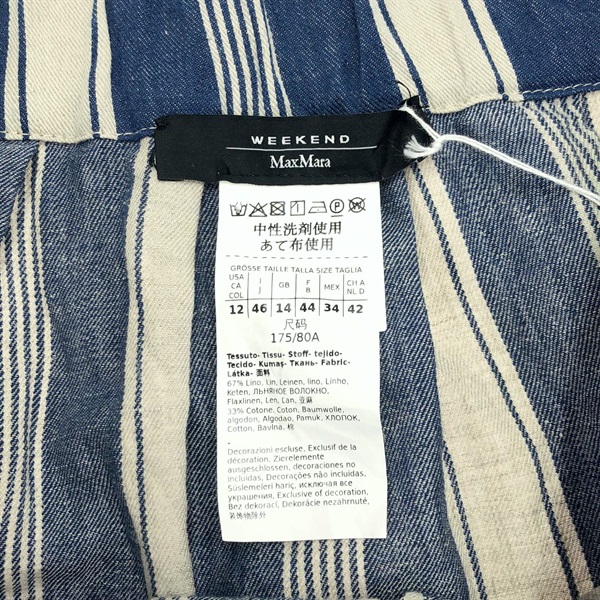 WEEKEND
MaxMara
中性洗剤使用
あて布使用
GRÖSSE TAILLE TALLA SIZE TAGLIA
USA CA COL I J GB F B MEX CH A NL D
12 46 14 44 34 42
尺码
175/80A
Tessuto- Tissu- Stoff- tejido-
Tecido- Kumaş- Ткань- Fabric-
Látka- 面料
67% Lino, Lin, Leinen, lino, Linho,
Keten, ЛЬНЯНОЕ ВОЛОКНО,
Flaxlinen, Len, Lan, 亚麻
33% Cotone, Coton, Baumwolle,
algodon, Algodao, Pamuk, ХЛОПОК,
Cotton, Bavlna, 棉
Decorazioni escluse, Exclusif de la
décoration, Zierelemente
ausgeschlossen, decoraciones no
incluidas, Decorações não incluidas,
Süslemeleri hariç, исключая все
украшения, Exclusive of decoration,
Bez dekorací, Dekorácie nezahrnuté,
装饰物除外